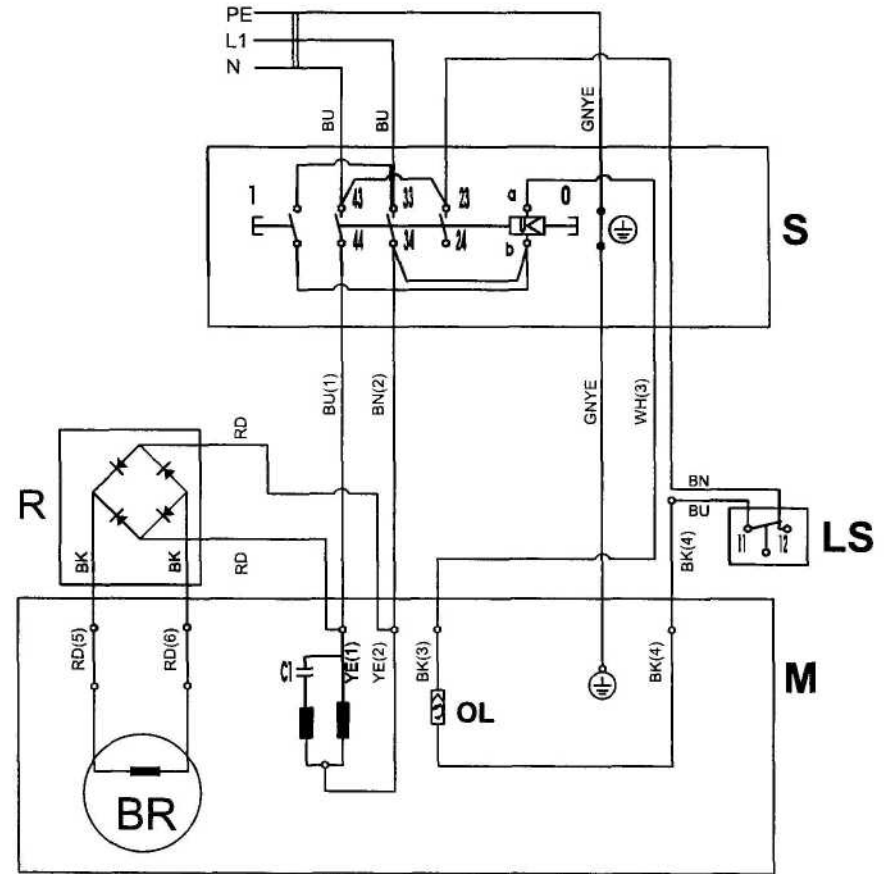 PE
L1
N
BU
BU
GNYE
1
43
33
23
a
0
44
34
24
b
S
BU(1)
BN(2)
GNYE
WH(3)
RD
R
BK
BK
RD
BN
BU
11
12
LS
BK(4)
RD(5)
RD(6)
C1
YE(1)
YE(2)
BK(3)
OL
BK(4)
M
BR